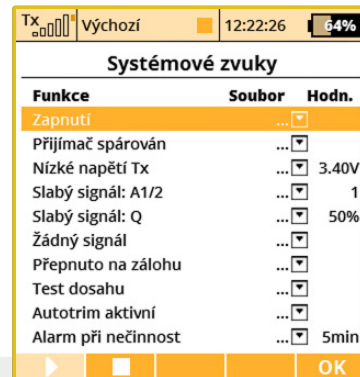 Tx Výchozí 12:22:26 64%
Systémové zvuky
Funkce Soubor Hodn.
Zapnutí ...
Přijímač spárován ...
Nízké napětí Tx ... 3.40V
Slabý signál: A1/2 ... 1
Slabý signál: Q ... 50%
Žádný signál ...
Přepnuto na zálohu ...
Test dosahu ...
Autotrim aktivní ...
Alarm při nečinnost ... 5min
OK